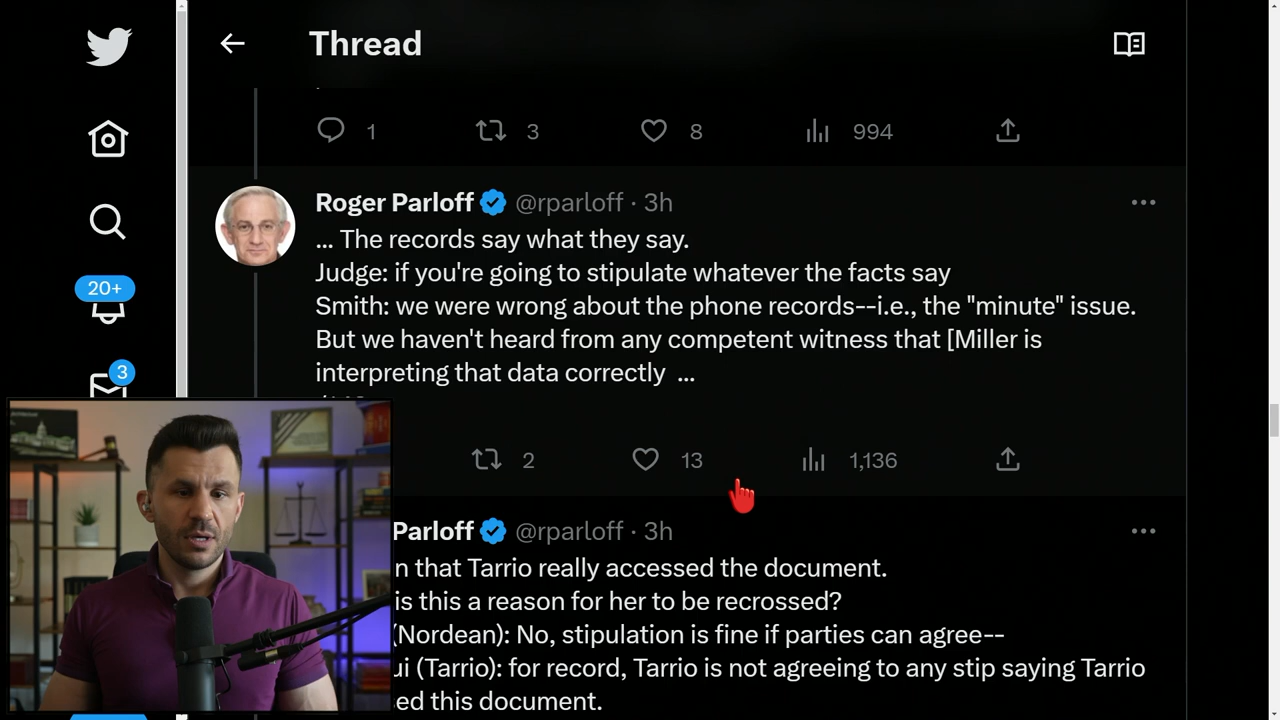 Thread
1
3
8
994
Roger Parloff @rparloff · 3h
... The records say what they say.
Judge: if you're going to stipulate whatever the facts say
Smith: we were wrong about the phone records--i.e., the "minute" issue.
But we haven't heard from any competent witness that [Miller is
interpreting that data correctly ...
20+
3
2
13
1,136
Parloff @rparloff · 3h
n that Tarrio really accessed the document.
is this a reason for her to be recrossed?
(Nordean): No, stipulation is fine if parties can agree--
ui (Tarrio): for record, Tarrio is not agreeing to any stip saying Tarrio
ed this document.